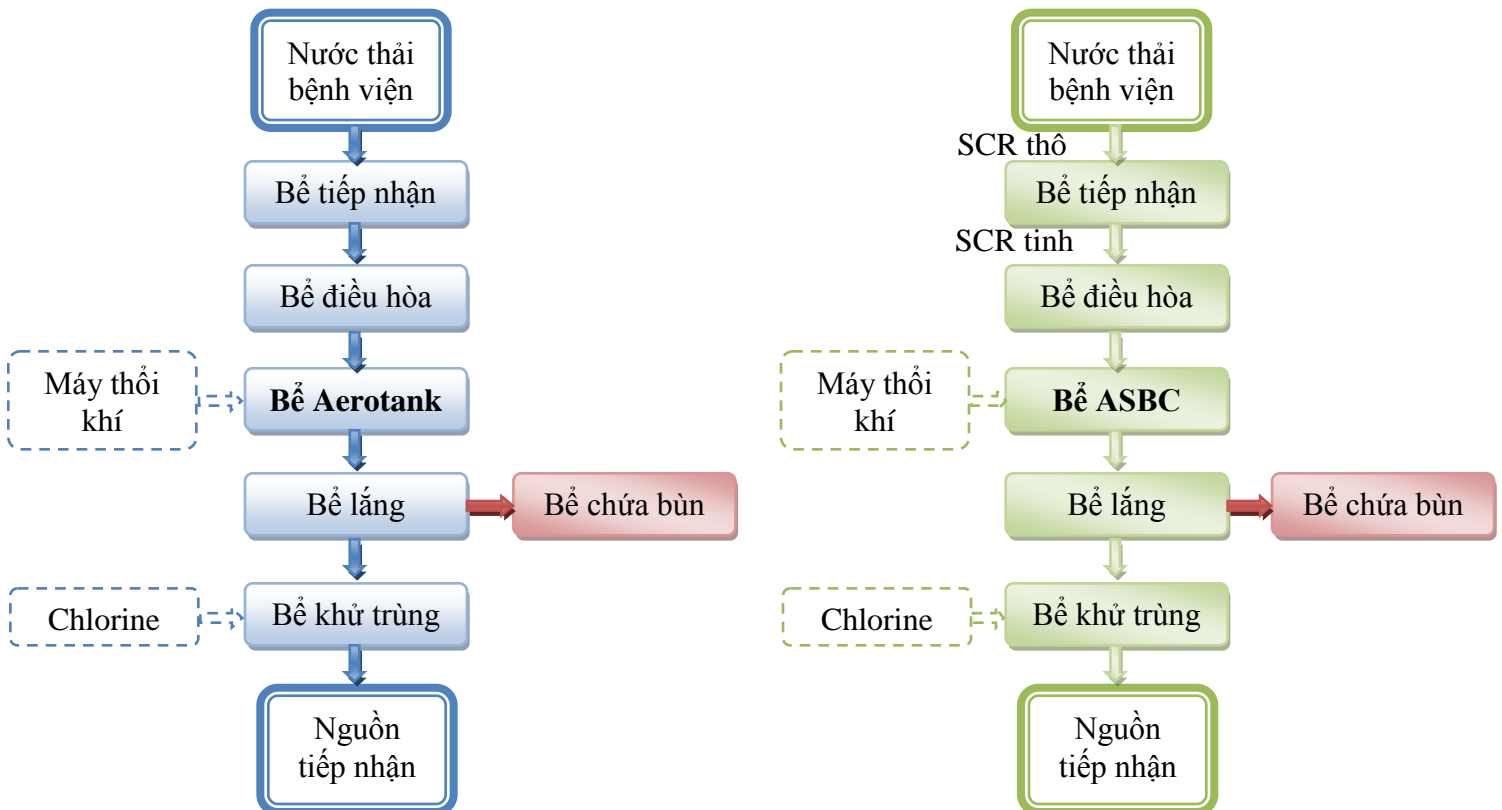 Nước thải
bệnh viện
Bể tiếp nhận
Bể điều hòa
Máy thổi
khí
Bể Aerotank
Bể lắng
Bể chứa bùn
Chlorine
Bể khử trùng
Nguồn
tiếp nhận
Nước thải
bệnh viện
SCR thô
Bể tiếp nhận
SCR tinh
Bể điều hòa
Máy thổi
khí
Bể ASBC
Bể lắng
Bể chứa bùn
Chlorine
Bể khử trùng
Nguồn
tiếp nhận